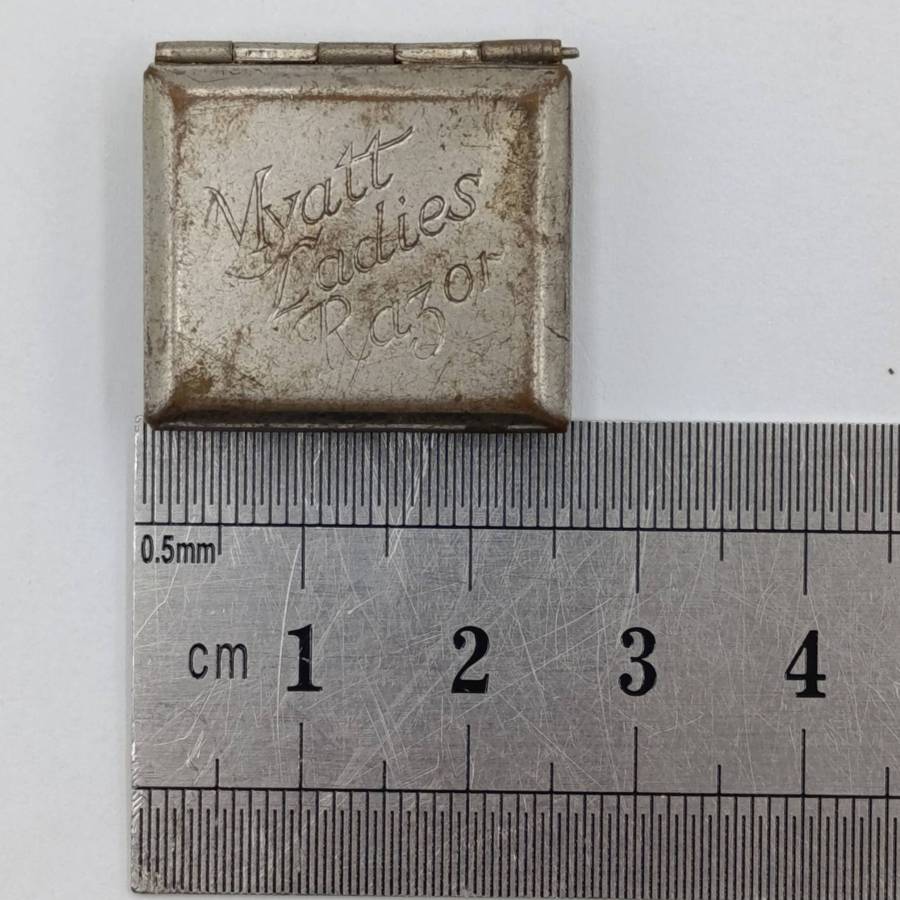 Myatt
Ladies
Razor
0.5mm
cm 1 2 3 4